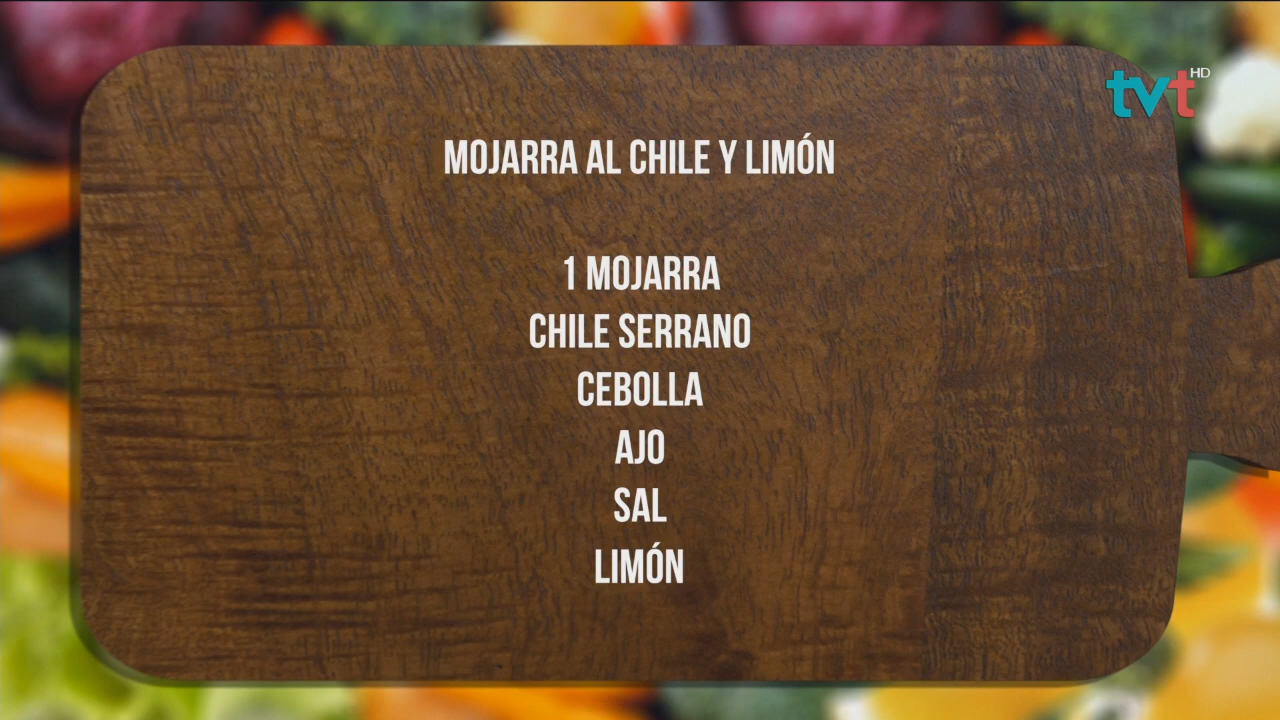 tvt HD
MOJARRA AL CHILE Y LIMÓN
1 MOJARRA
CHILE SERRANO
CEBOLLA
AJO
SAL
LIMÓN